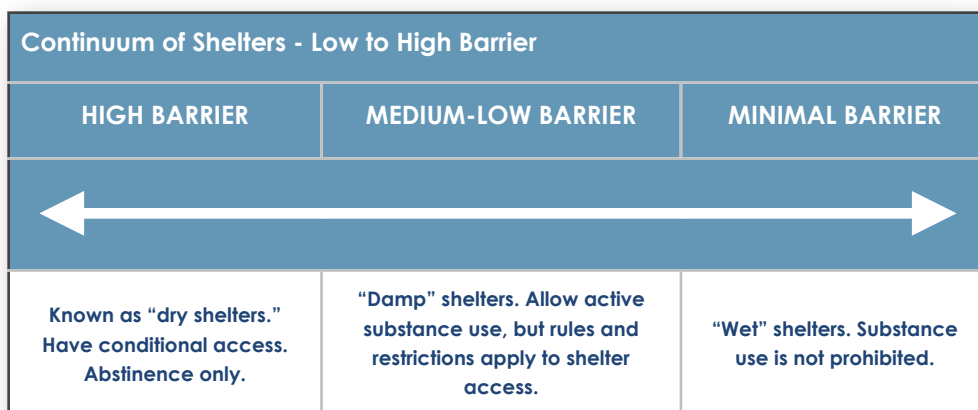 Continuum of Shelters - Low to High Barrier
HIGH BARRIER
MEDIUM-LOW BARRIER
MINIMAL BARRIER
Known as “dry shelters.”
Have conditional access.
Abstinence only.
“Damp” shelters. Allow active
substance use, but rules and
restrictions apply to shelter
access.
“Wet” shelters. Substance
use is not prohibited.